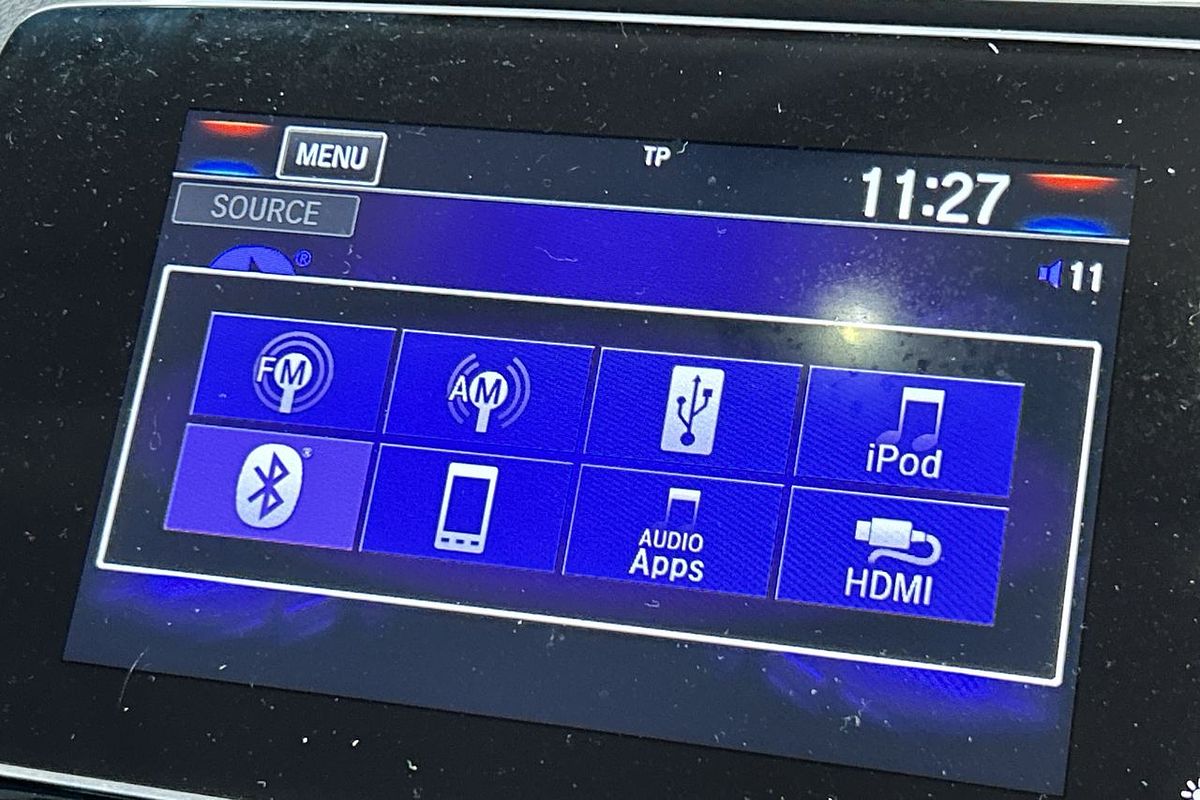 MENU
TP
11:27
SOURCE
®
11
FM
AM
iPod
®
AUDIO
Apps
HDMI